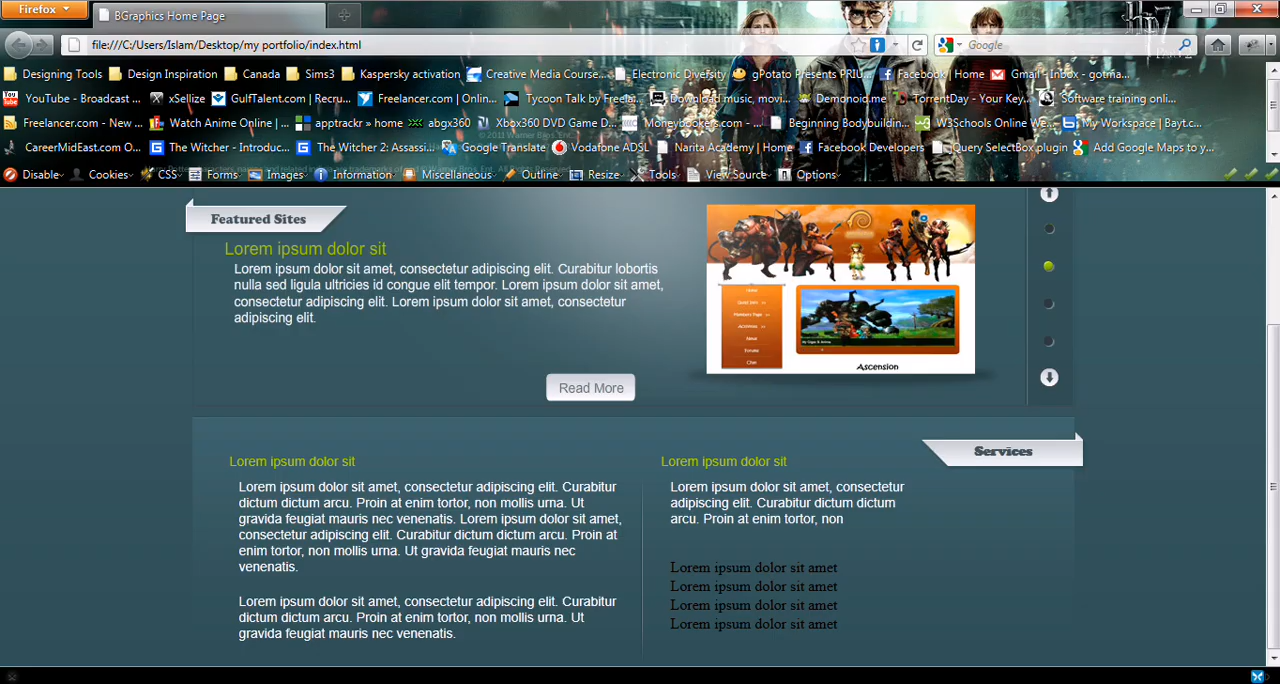 Firefox
BGraphics Home Page
file:///C:/Users/Islam/Desktop/my portfolio/index.html
Google
Designing Tools Design Inspiration Canada Sims3 Kaspersky activation Creative Media Course... Electronic Diversity gPotato Presents PRIU... Facebook | Home Gmail - Inbox - gotma...
YouTube - Broadcast ... xSellize GulfTalent.com | Recru... Freelancer.com | Onlin... Tycoon Talk by Freela... Download music, movi... Demonoid.me TorrentDay - Your Key... Software training onli...
Freelancer.com - New ... Watch Anime Online | ... apptrackr » home abgx360 Xbox360 DVD Game D... Moneybookers.com - ... Beginning Bodybuildin... W3Schools Online We... My Workspace | Bayt.c...
CareerMidEast.com O... The Witcher - Introduc... The Witcher 2: Assassi... Google Translate Vodafone ADSL Narita Academy | Home Facebook Developers jQuery SelectBox plugin Add Google Maps to y...
Disable Cookies CSS Forms Images Information Miscellaneous Outline Resize Tools View Source Options
Featured Sites
Lorem ipsum dolor sit
Lorem ipsum dolor sit amet, consectetur adipiscing elit. Curabitur lobortis
nulla sed ligula ultricies id congue elit tempor. Lorem ipsum dolor sit amet,
consectetur adipiscing elit. Lorem ipsum dolor sit amet, consectetur
adipiscing elit.
Read More
Home
Members Page
News
Forums
Chat
Ascension
Services
Lorem ipsum dolor sit
Lorem ipsum dolor sit amet, consectetur adipiscing elit. Curabitur
dictum dictum arcu. Proin at enim tortor, non mollis urna. Ut
gravida feugiat mauris nec venenatis. Lorem ipsum dolor sit amet,
consectetur adipiscing elit. Curabitur dictum dictum arcu. Proin at
enim tortor, non mollis urna. Ut gravida feugiat mauris nec
venenatis.
Lorem ipsum dolor sit amet, consectetur adipiscing elit. Curabitur
dictum dictum arcu. Proin at enim tortor, non mollis urna. Ut
gravida feugiat mauris nec venenatis.
Lorem ipsum dolor sit
Lorem ipsum dolor sit amet, consectetur
adipiscing elit. Curabitur dictum dictum
arcu. Proin at enim tortor, non
Lorem ipsum dolor sit amet
Lorem ipsum dolor sit amet
Lorem ipsum dolor sit amet
Lorem ipsum dolor sit amet